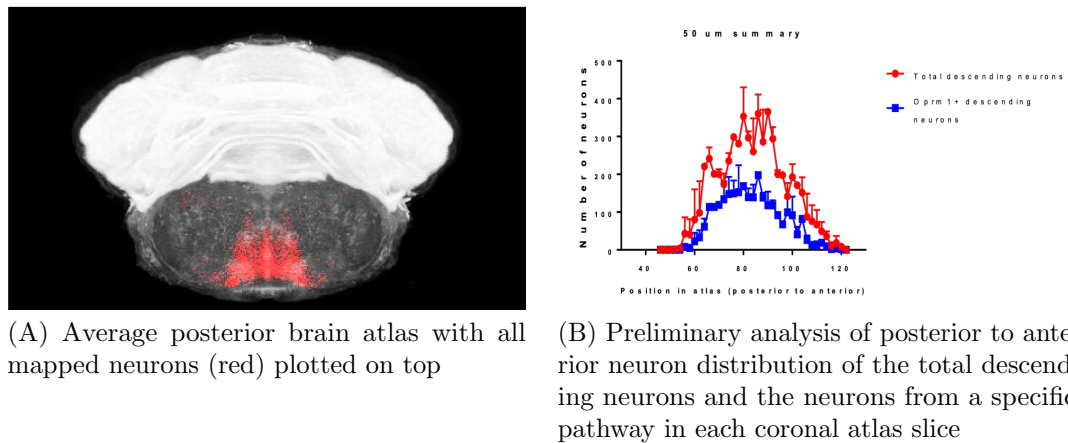 50 um summary
Number of neurons
500
400
300
200
100
0
40 60 80 100 120
Position in atlas (posterior to anterior)
Total descending neurons
Oprm1+ descending
neurons
(A) Average posterior brain atlas with all
mapped neurons (red) plotted on top
(B) Preliminary analysis of posterior to ante
rior neuron distribution of the total descend
ing neurons and the neurons from a specific
pathway in each coronal atlas slice